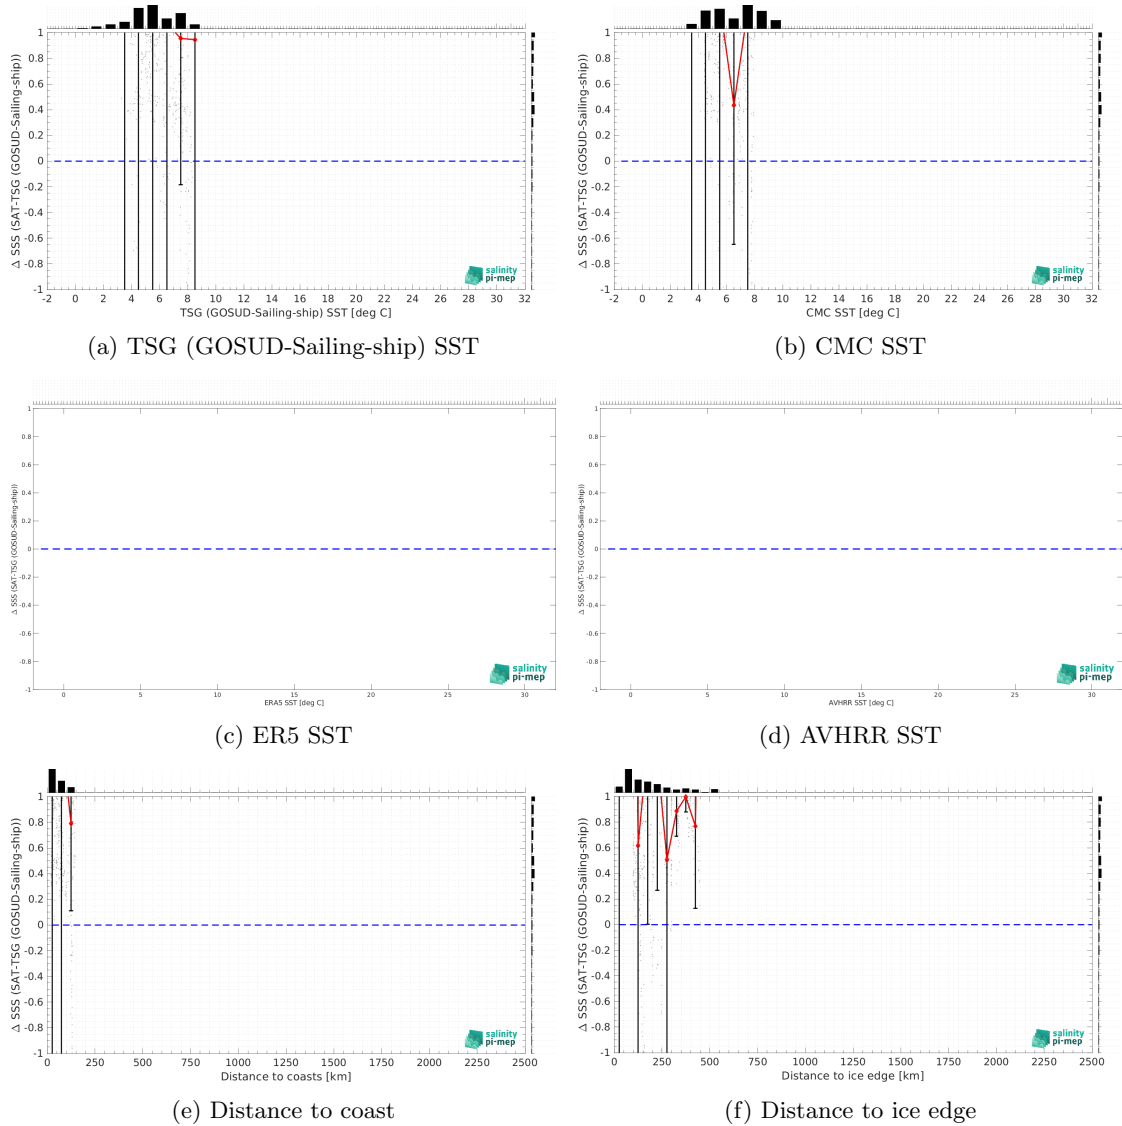 1
0.8
0.6
0.4
0.2
0
-0.2
-0.4
-0.6
-0.8
-1
Δ SSS (SAT-TSG (GOSUD-Sailing-ship))
-2 0 2 4 6 8 10 12 14 16 18 20 22 24 26 28 30 32
TSG (GOSUD-Sailing-ship) SST [deg C]
salinity
pi-mep
(a) TSG (GOSUD-Sailing-ship) SST
1
0.8
0.6
0.4
0.2
0
-0.2
-0.4
-0.6
-0.8
-1
Δ SSS (SAT-TSG (GOSUD-Sailing-ship))
-2 0 2 4 6 8 10 12 14 16 18 20 22 24 26 28 30 32
CMC SST [deg C]
salinity
pi-mep
(b) CMC SST
1
0.8
0.6
0.4
0.2
0
-0.2
-0.4
-0.6
-0.8
-1
Δ SSS (SAT-TSG (GOSUD-Sailing-ship))
0 5 10 15 20 25 30
ERA5 SST [deg C]
salinity
pi-mep
(c) ER5 SST
1
0.8
0.6
0.4
0.2
0
-0.2
-0.4
-0.6
-0.8
-1
Δ SSS (SAT-TSG (GOSUD-Sailing-ship))
0 5 10 15 20 25 30
AVHRR SST [deg C]
salinity
pi-mep
(d) AVHRR SST
1
0.8
0.6
0.4
0.2
0
-0.2
-0.4
-0.6
-0.8
-1
Δ SSS (SAT-TSG (GOSUD-Sailing-ship))
0 250 500 750 1000 1250 1500 1750 2000 2250 2500
Distance to coasts [km]
salinity
pi-mep
(e) Distance to coast
1
0.8
0.6
0.4
0.2
0
-0.2
-0.4
-0.6
-0.8
-1
Δ SSS (SAT-TSG (GOSUD-Sailing-ship))
0 250 500 750 1000 1250 1500 1750 2000 2250 2500
Distance to ice edge [km]
salinity
pi-mep
(f) Distance to ice edge